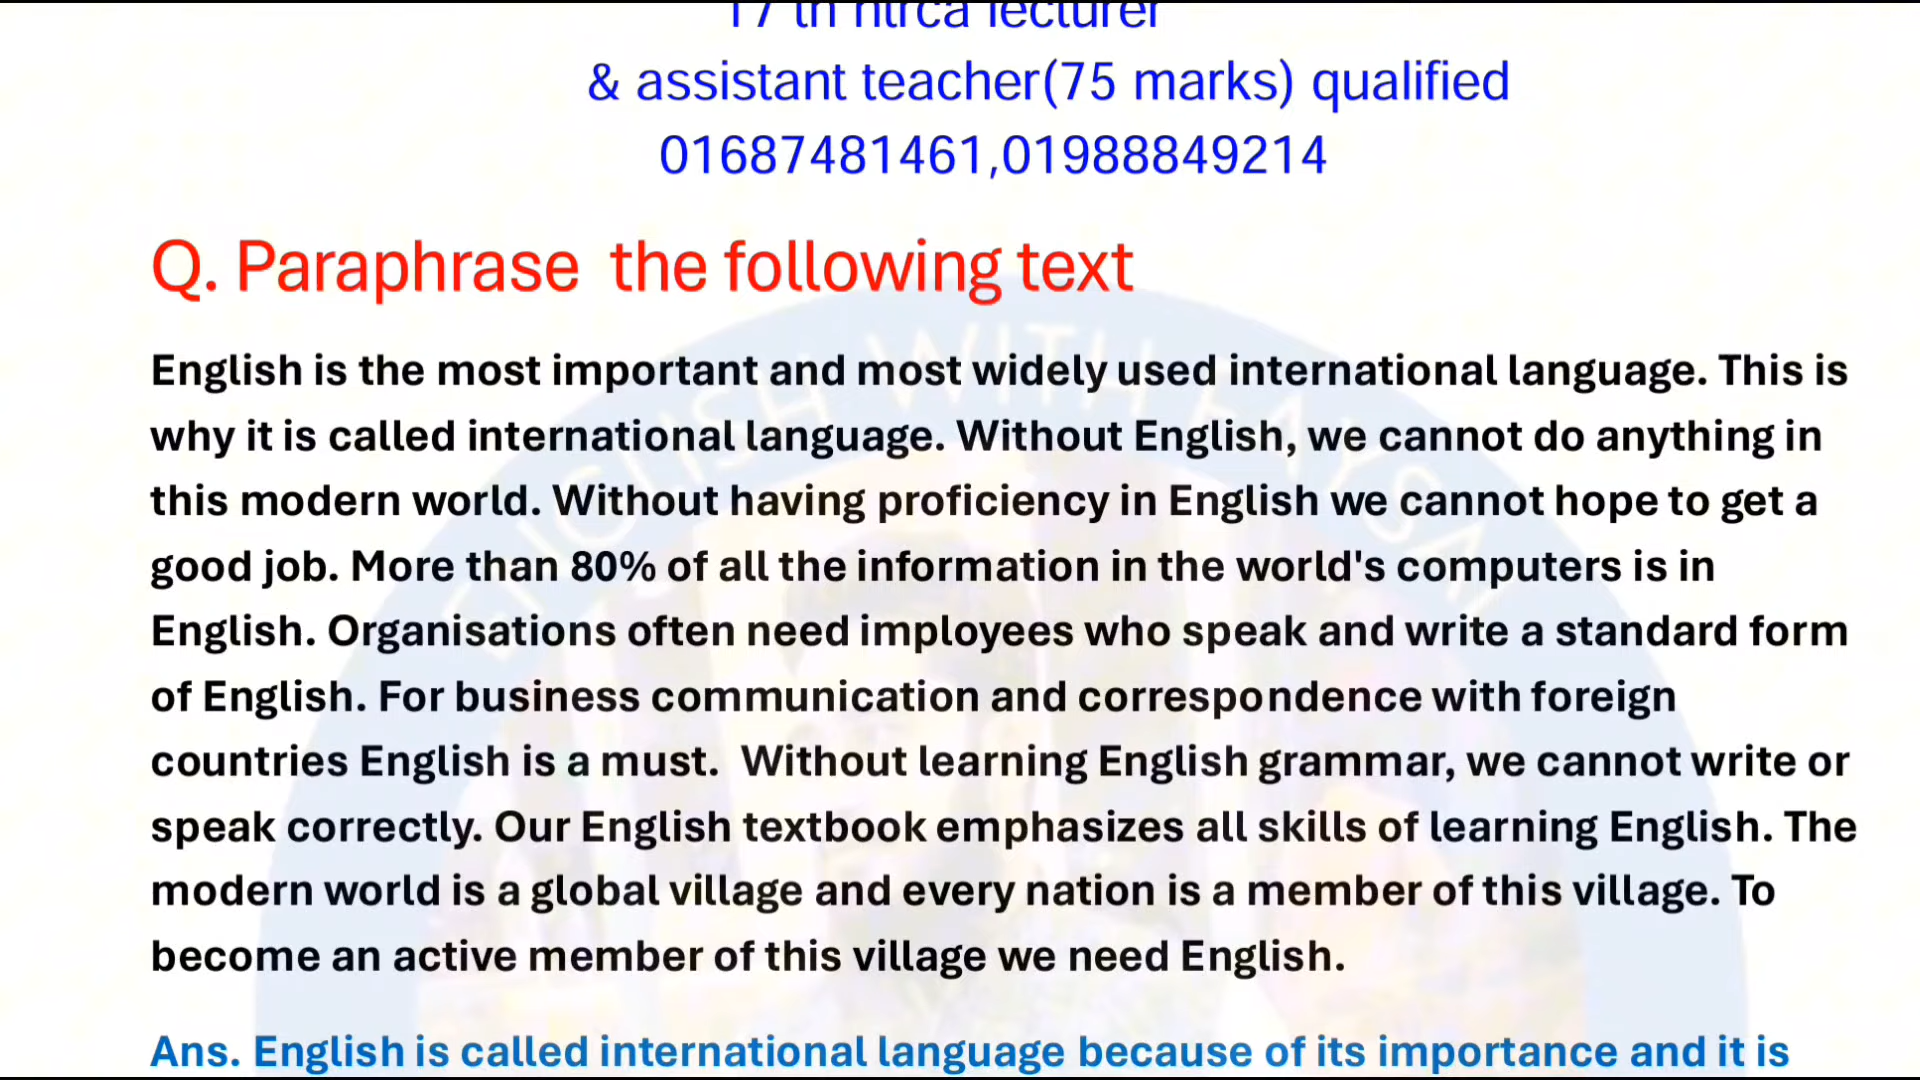 17 th ntrca lecturer
& assistant teacher(75 marks) qualified
01687481461,01988849214
Q. Paraphrase the following text
English is the most important and most widely used international language. This is
why it is called international language. Without English, we cannot do anything in
this modern world. Without having proficiency in English we cannot hope to get a
good job. More than 80% of all the information in the world's computers is in
English. Organisations often need imployees who speak and write a standard form
of English. For business communication and correspondence with foreign
countries English is a must. Without learning English grammar, we cannot write or
speak correctly. Our English textbook emphasizes all skills of learning English. The
modern world is a global village and every nation is a member of this village. To
become an active member of this village we need English.
Ans. English is called international language because of its importance and it is
ENGLISH WITH FAYSAL